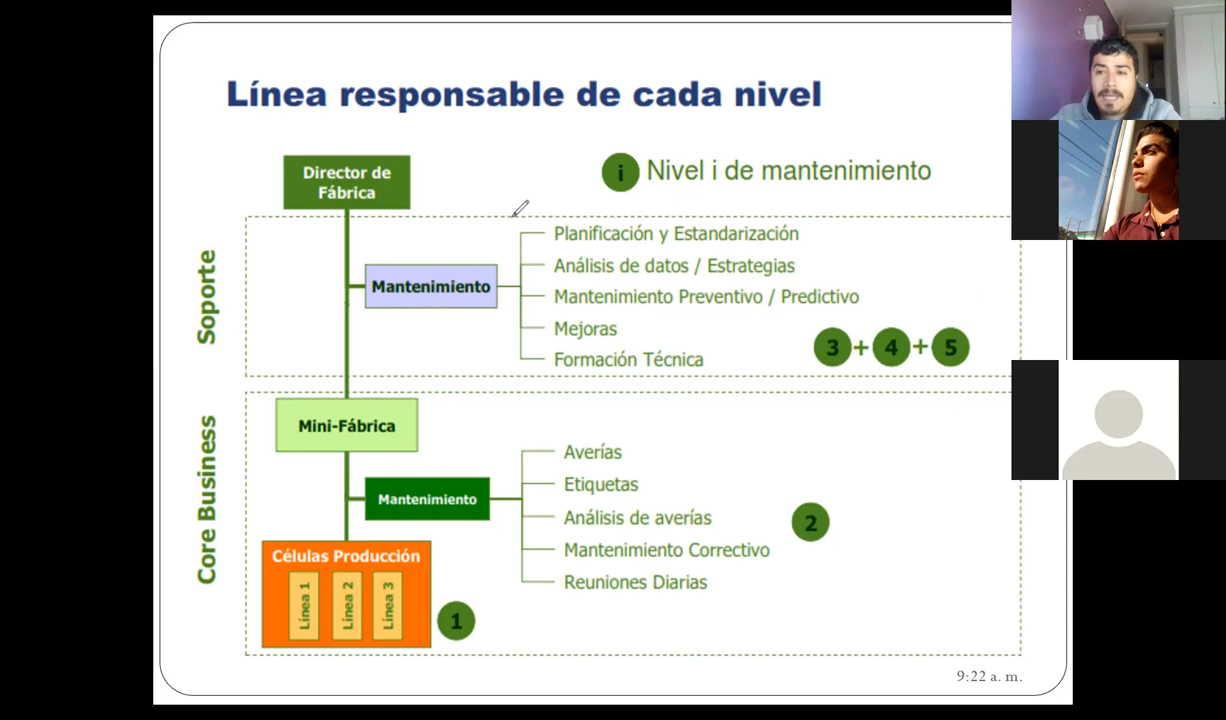 Línea responsable de cada nivel
Director de
Fábrica
i Nivel i de mantenimiento
Soporte
Mantenimiento
Planificación y Estandarización
Análisis de datos / Estrategias
Mantenimiento Preventivo / Predictivo
Mejoras
Formación Técnica
3 + 4 + 5
Core Business
Mini-Fábrica
Mantenimiento
Averías
Etiquetas
Análisis de averías
Mantenimiento Correctivo
Reuniones Diarias
2
Células Producción
Línea 1
Línea 2
Línea 3
1
9:22 a. m.